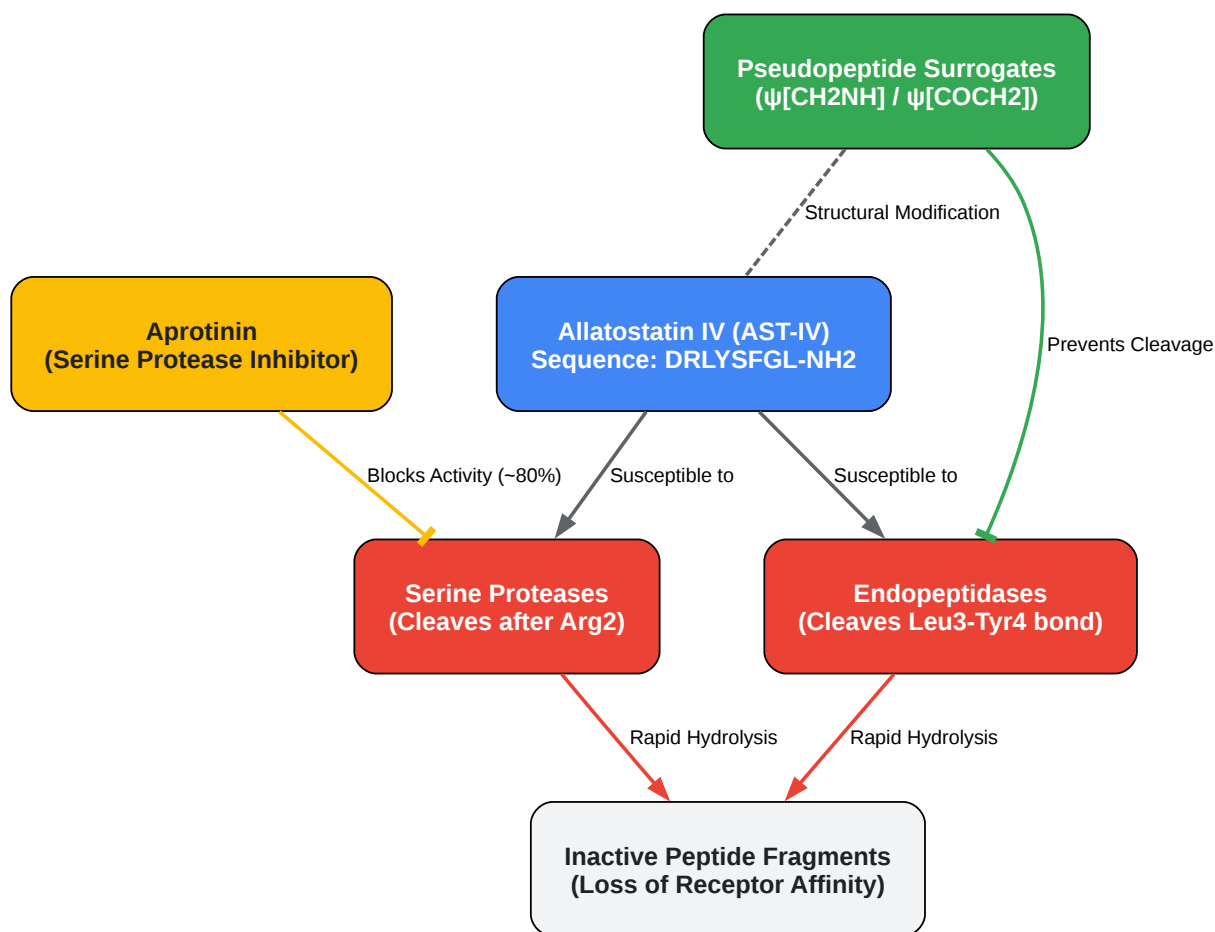 Pseudopeptide Surrogates
(ψ[CH2NH] / ψ[COCH2])
Structural Modification
Aprotinin
(Serine Protease Inhibitor)
Allatostatin IV (AST-IV)
Sequence: DRLYSFGL-NH2
Prevents Cleavage
Blocks Activity (~80%)
Susceptible to
Susceptible to
Serine Proteases
(Cleaves after Arg2)
Endopeptidases
(Cleaves Leu3-Tyr4 bond)
Rapid Hydrolysis
Rapid Hydrolysis
Inactive Peptide Fragments
(Loss of Receptor Affinity)